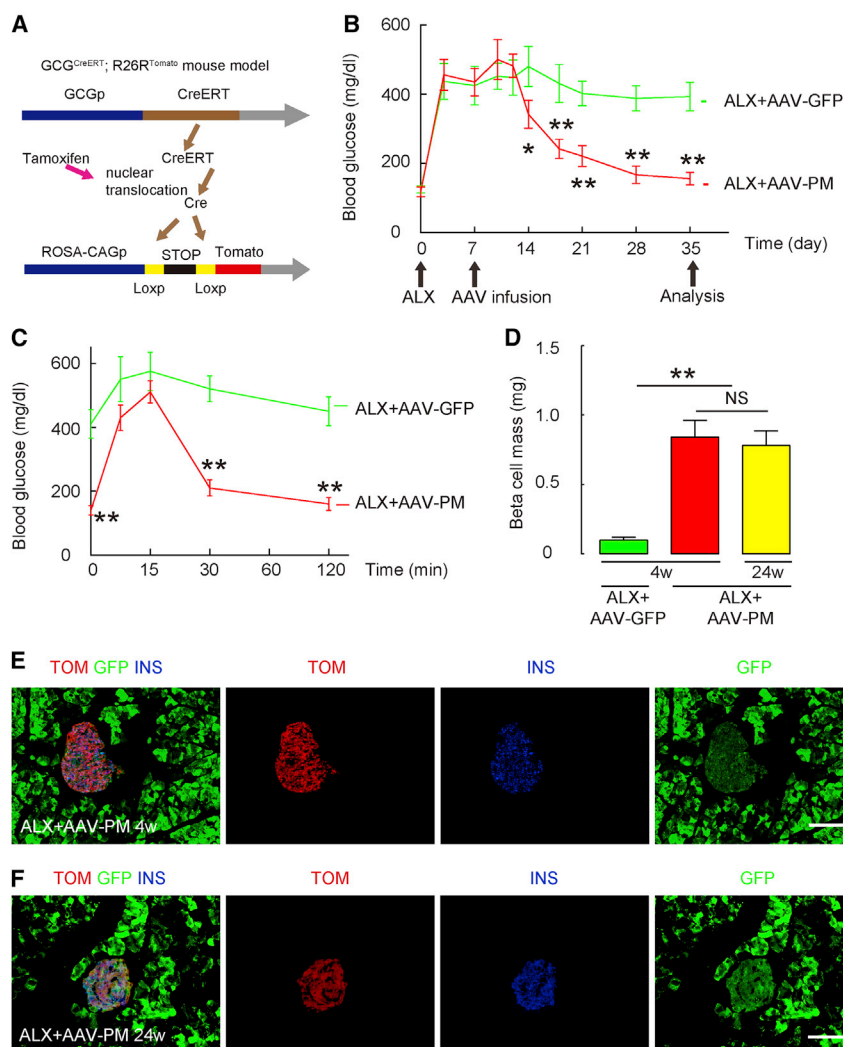 A
GCGCreERT; R26RTomato mouse model
GCGp CreERT
CreERT
Tamoxifen
nuclear
translocation
Cre
ROSA-CAGp STOP Tomato
Loxp Loxp
B
Blood glucose (mg/dl)
600
400
200
0
ALX+AAV-GFP
ALX+AAV-PM
*
**
**
**
**
0 7 14 21 28 35 Time (day)
ALX AAV infusion Analysis
C
Blood glucose (mg/dl)
600
400
200
0
ALX+AAV-GFP
ALX+AAV-PM
**
**
**
0 15 30 60 120 Time (min)
D
Beta cell mass (mg)
1.5
1.0
0.5
0
**
NS
4w 24w
ALX+ ALX+
AAV-GFP AAV-PM
E
TOM GFP INS TOM INS GFP
ALX+AAV-PM 4w
F
TOM GFP INS TOM INS GFP
ALX+AAV-PM 24w